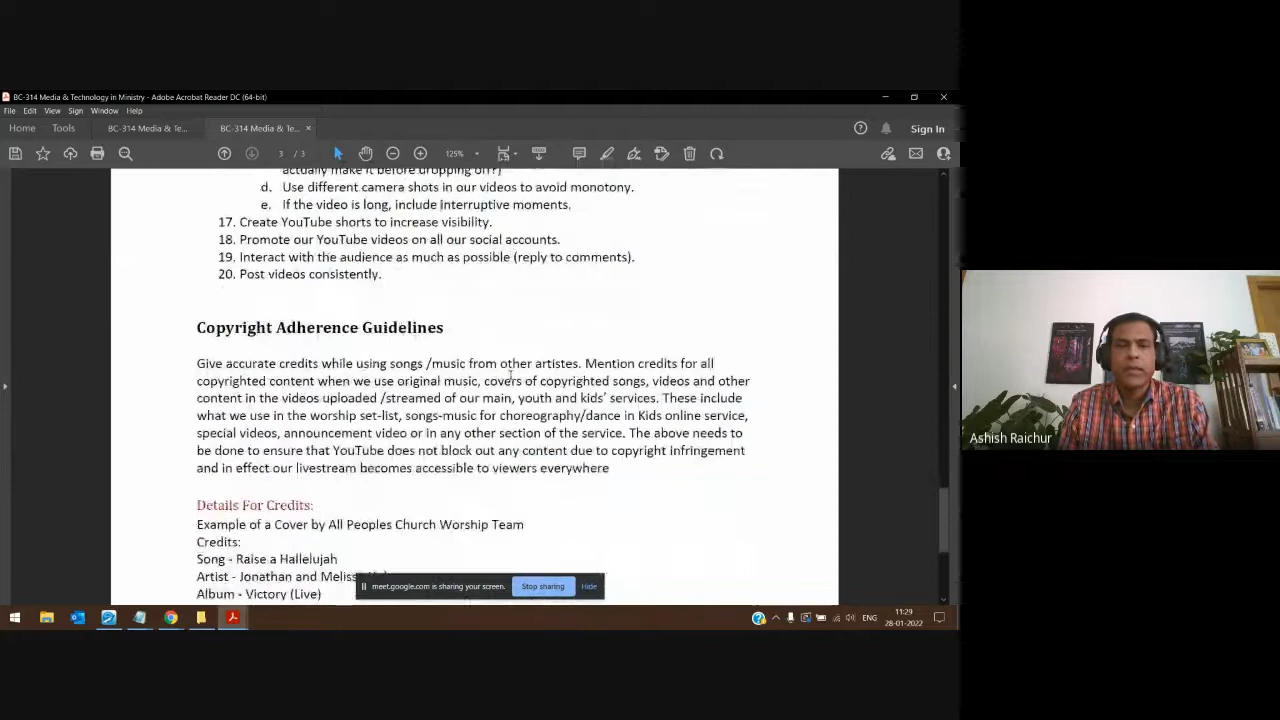 BC-314 Media & Technology in Ministry - Adobe Acrobat Reader DC (64-bit)
File Edit View Sign Window Help
Home Tools BC-314 Media & Te... BC-314 Media & Te... × Sign In
3 / 3 125%
actually make it before dropping off?)
d. Use different camera shots in our videos to avoid monotony.
e. If the video is long, include interruptive moments.
17. Create YouTube shorts to increase visibility.
18. Promote our YouTube videos on all our social accounts.
19. Interact with the audience as much as possible (reply to comments).
20. Post videos consistently.
Copyright Adherence Guidelines
Give accurate credits while using songs /music from other artistes. Mention credits for all
copyrighted content when we use original music, covers of copyrighted songs, videos and other
content in the videos uploaded /streamed of our main, youth and kids' services. These include
what we use in the worship set-list, songs-music for choreography/dance in Kids online service,
special videos, announcement video or in any other section of the service. The above needs to
be done to ensure that YouTube does not block out any content due to copyright infringement
and in effect our livestream becomes accessible to viewers everywhere
Details For Credits:
Example of a Cover by All Peoples Church Worship Team
Credits:
Song - Raise a Hallelujah
Artist - Jonathan and Meliss
Album - Victory (Live)
meet.google.com is sharing your screen. Stop sharing Hide
ENG 11:29
28-01-2022
Ashish Raichur